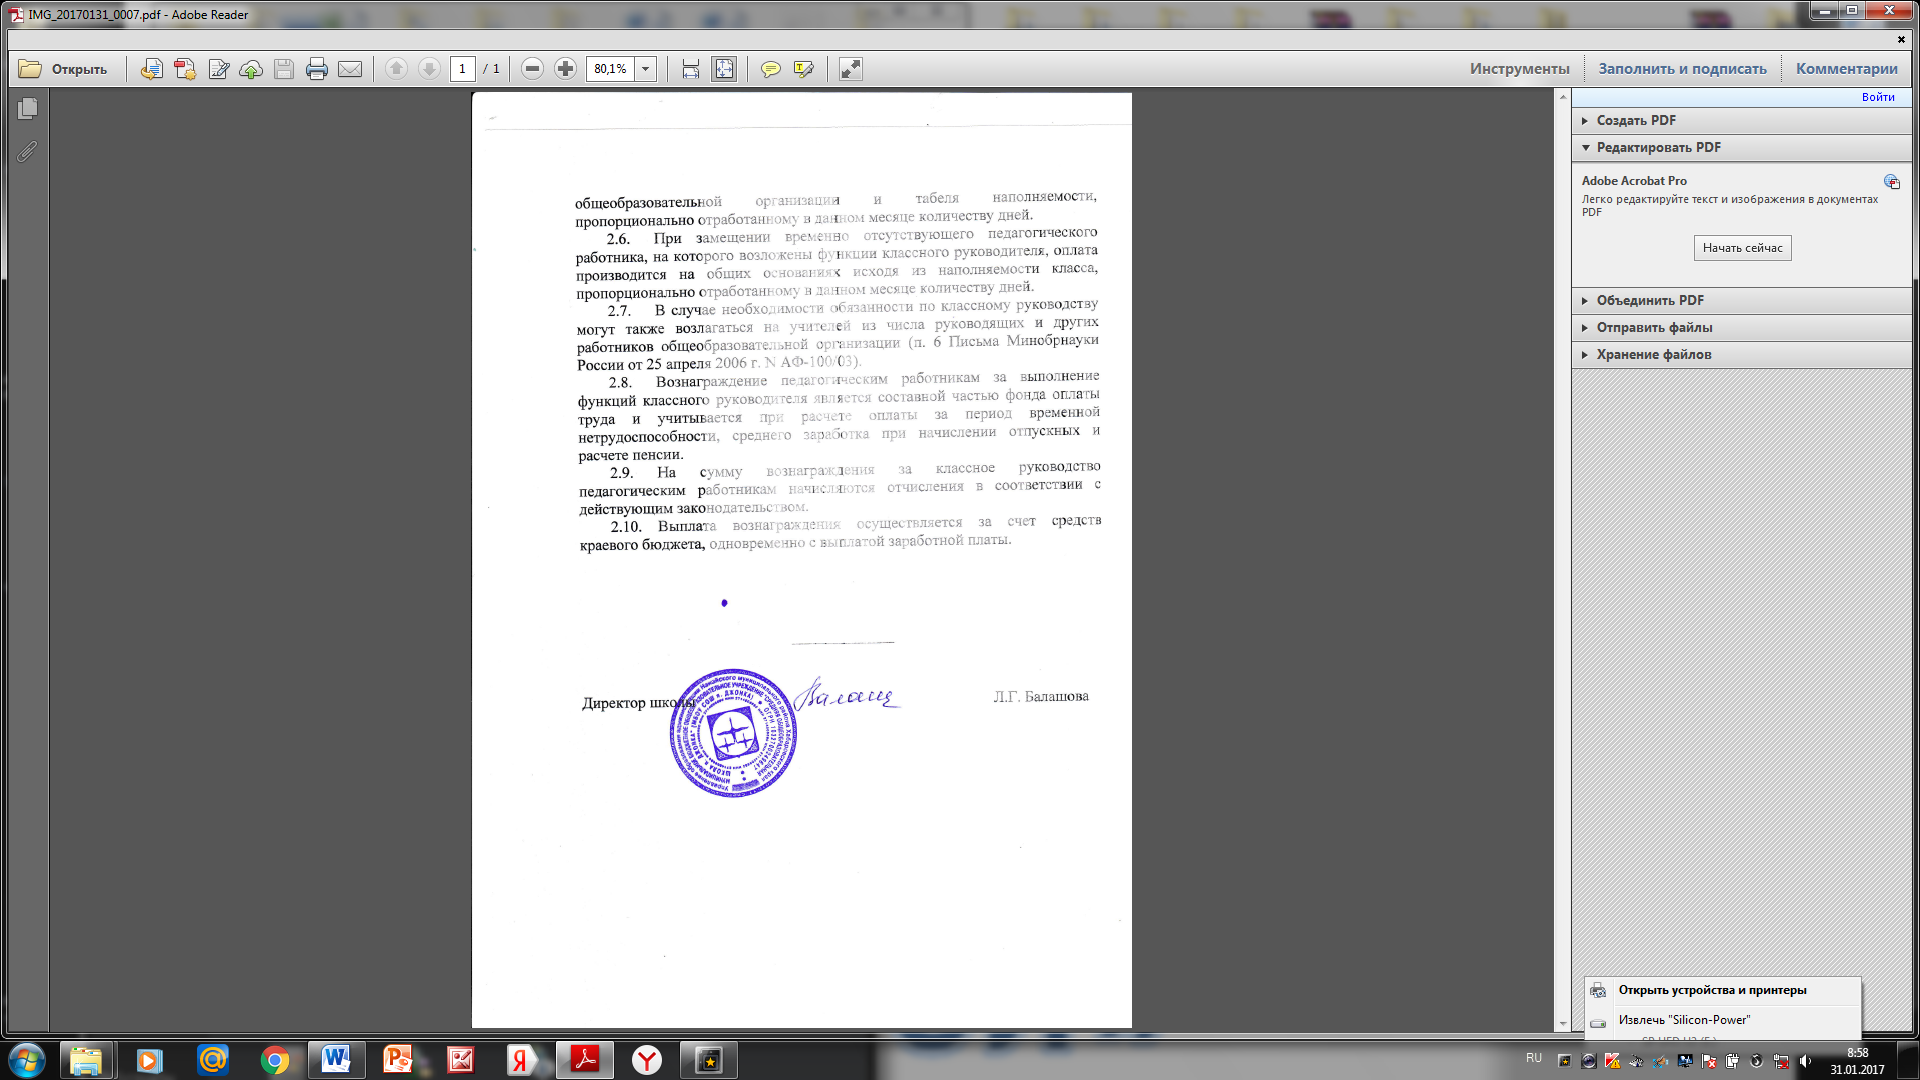 IMG_20170131_0007.pdf - Adobe Reader
Открыть
1 / 1
80,1%
Инструменты
Заполнить и подписать
Комментарии
Войти
Создать PDF
Редактировать PDF
Adobe Acrobat Pro
Легко редактируйте текст и изображения в документах
PDF
Начать сейчас
Объединить PDF
Отправить файлы
Хранение файлов
общеобразовательной организации и табеля наполняемости,
пропорционально отработанному в данном месяце количеству дней.
2.6. При замещении временно отсутствующего педагогического
работника, на которого возложены функции классного руководителя, оплата
производится на общих основаниях исходя из наполняемости класса,
пропорционально отработанному в данном месяце количеству дней.
2.7. В случае необходимости обязанности по классному руководству
могут также возлагаться на учителей из числа руководящих и других
работников общеобразовательной организации (п. 6 Письма Минобрнауки
России от 25 апреля 2006 г. N АФ-100/03).
2.8. Вознаграждение педагогическим работникам за выполнение
функций классного руководителя является составной частью фонда оплаты
труда и учитывается при расчете оплаты за период временной
нетрудоспособности, среднего заработка при начислении отпускных и
расчете пенсии.
2.9. На сумму вознаграждения за классное руководство
педагогическим работникам начисляются отчисления в соответствии с
действующим законодательством.
2.10. Выплата вознаграждения осуществляется за счет средств
краевого бюджета, одновременно с выплатой заработной платы.
Директор школы
Л.Г. Балашова
Открыть устройства и принтеры
Извлечь "Silicon-Power"
RU
8:58
31.01.2017